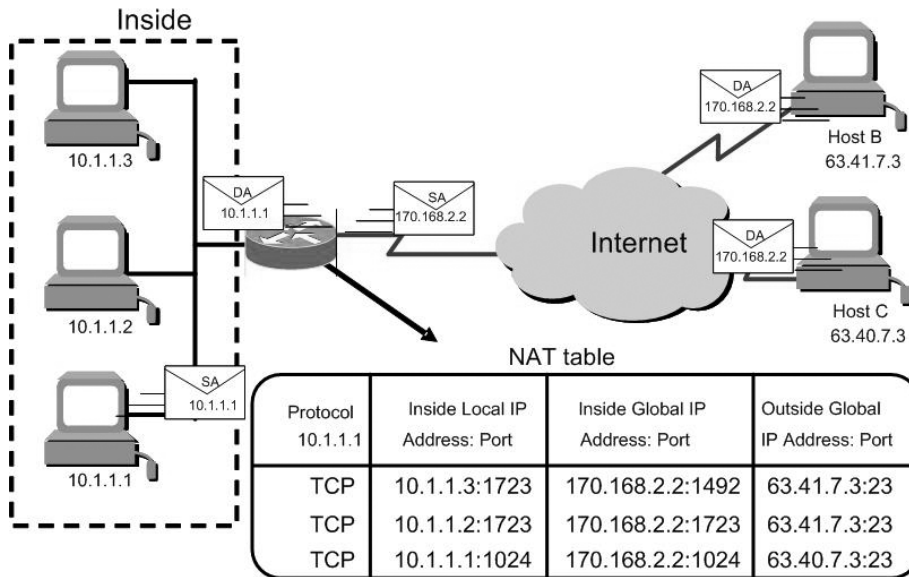 Inside
10.1.1.3
10.1.1.2
10.1.1.1
SA
10.1.1.1
DA
10.1.1.1
SA
170.168.2.2
Internet
DA
170.168.2.2
Host B
63.41.7.3
DA
170.168.2.2
Host C
63.40.7.3
NAT table
Protocol 10.1.1.1 Inside Local IP Address: Port Inside Global IP Address: Port Outside Global IP Address: Port
TCP 10.1.1.3:1723 170.168.2.2:1492 63.41.7.3:23
TCP 10.1.1.2:1723 170.168.2.2:1723 63.41.7.3:23
TCP 10.1.1.1:1024 170.168.2.2:1024 63.40.7.3:23